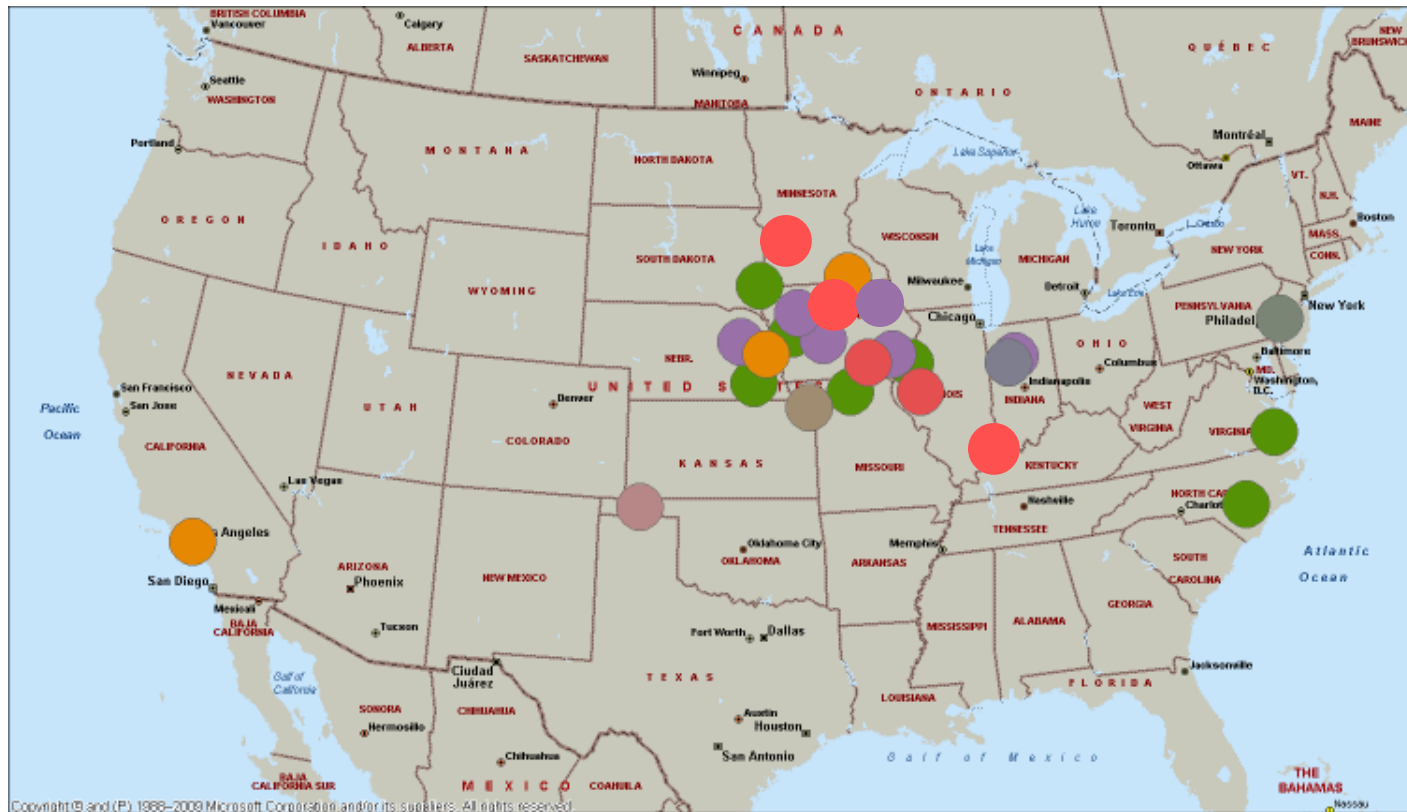 BRITISH COLUMBIA
Vancouver
Calgary
ALBERTA
SASKATCHEWAN
CANADA
Winnipeg
MANITOBA
ONTARIO
QUÉBEC
NEW
BRUNSWICK
Seattle
WASHINGTON
Portland
MONTANA
NORTH DAKOTA
MINNESOTA
Lake Superior
Montréal
Ottawa
MAINE
VT.
N.H.
OREGON
IDAHO
SOUTH DAKOTA
WISCONSIN
Lake
Michigan
MICHIGAN
Lake
Huron
Toronto
L. Ontario
NEW YORK
Boston
MASS.
CONN.
WYOMING
Milwaukee
Detroit
Lake Erie
PENNSYLVANIA
New York
Philadel
Chicago
NEVADA
NEBR.
UNITED STATES
OHIO
Columbus
Baltimore
MD.
Washington,
D.C.
Pacific
Ocean
San Francisco
San Jose
CALIFORNIA
UTAH
Denver
COLORADO
OIS
Indianapolis
INDIANA
WEST
VIRGINIA
VIRGINIA
KANSAS
MISSOURI
KENTUCKY
Las Vegas
Nashville
TENNESSEE
NORTH CAR
Charlot
s Angeles
San Diego
ARIZONA
Phoenix
NEW MEXICO
Oklahoma City
OKLAHOMA
ARKANSAS
Memphis
SOUTH
CAROLINA
Atlantic
Ocean
Mexicali
BAJA
CALIFORNIA
Tucson
Fort Worth
Dallas
MISSISSIPPI
ALABAMA
GEORGIA
Ciudad
Juárez
TEXAS
LOUISIANA
Jacksonville
FLORIDA
Gulf of
California
SONORA
Hermosillo
CHIHUAHUA
Chihuahua
Austin
Houston
San Antonio
Gulf of Mexico
BAJA
CALIFORNIA SUR
MEXICO
COAHUILA
THE
BAHAMAS
Nassau
Copyright © and (P) 1988–2009 Microsoft Corporation and/or its suppliers. All rights reserved.